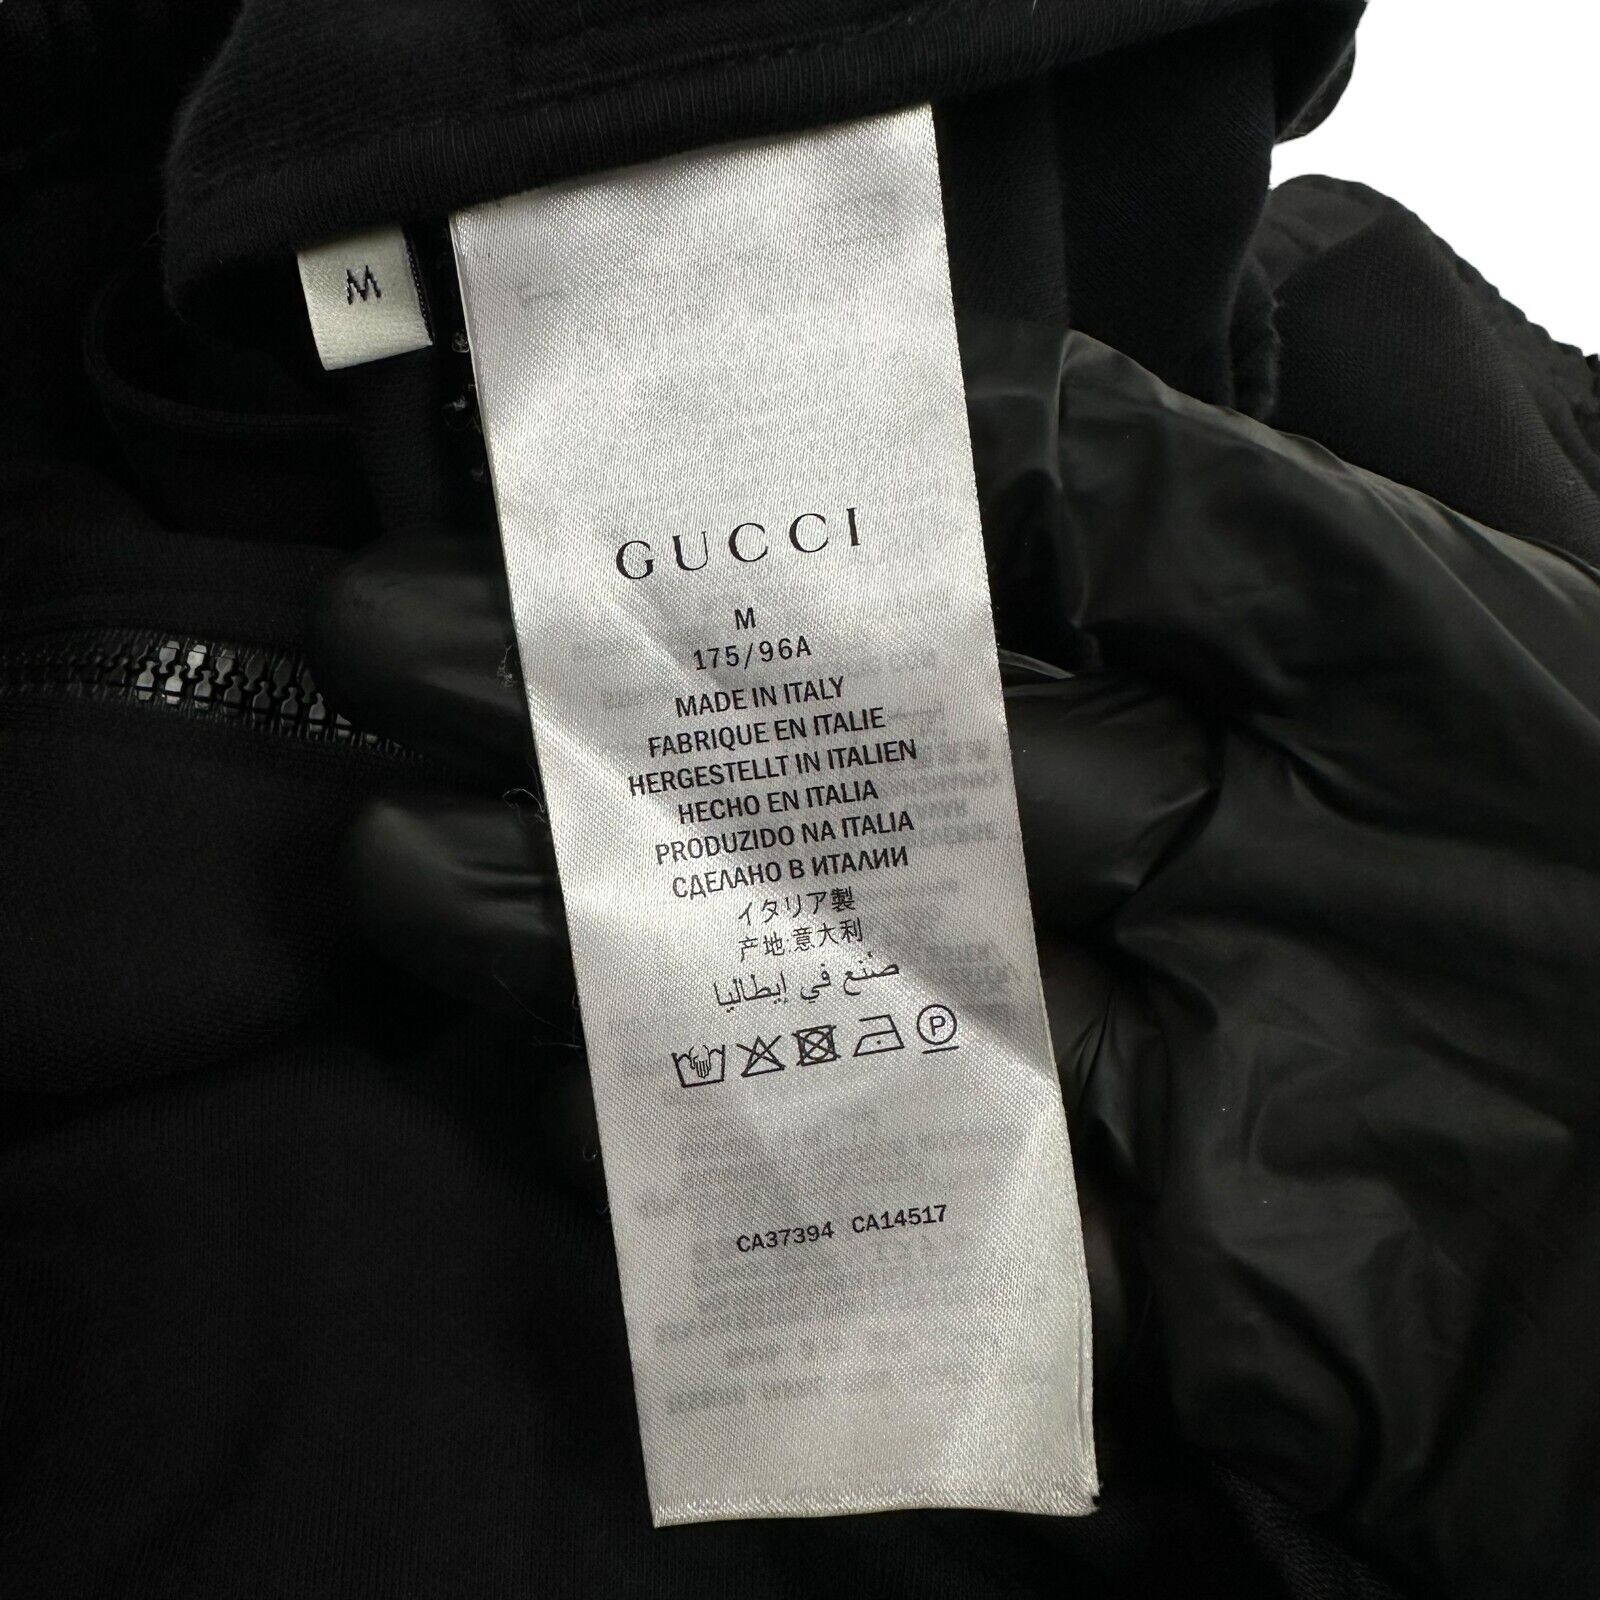 M
GUCCI
M
175/96A
MADE IN ITALY
FABRIQUE EN ITALIE
HERGESTELLT IN ITALIEN
HECHO EN ITALIA
PRODUZIDO NA ITALIA
СДЕЛАНО В ИТАЛИИ
イタリア製
产地:意大利
صنع في إيطاليا
P
CA37394 CA14517